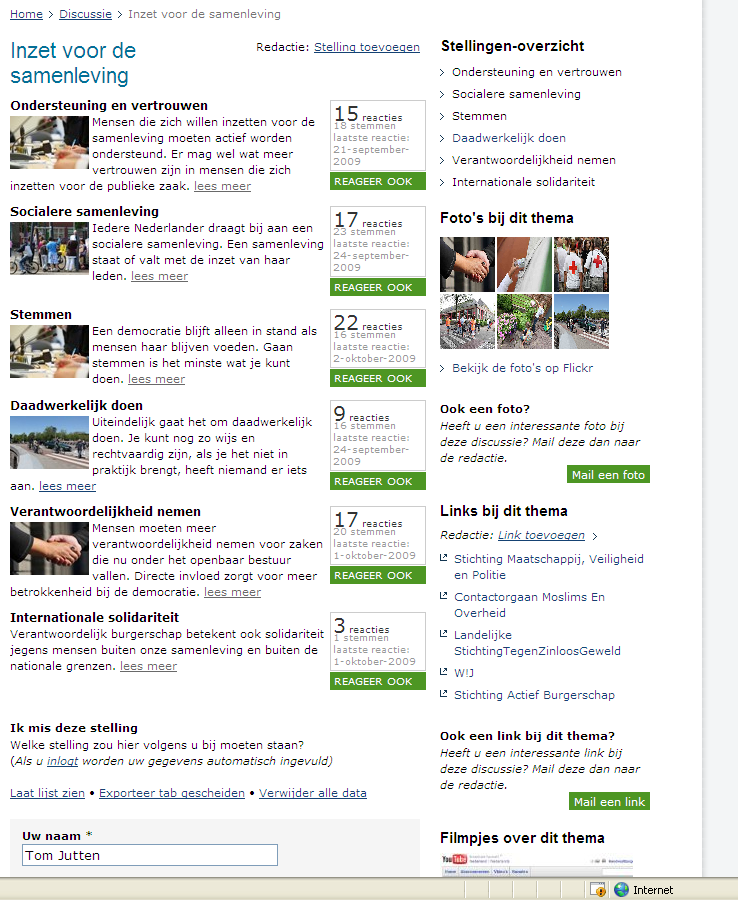 Home > Discussie > Inzet voor de samenleving
Inzet voor de
samenleving
Redactie: Stelling toevoegen
Ondersteuning en vertrouwen
Mensen die zich willen inzetten voor de
samenleving moeten actief worden
ondersteund. Er mag wel wat meer
vertrouwen zijn in mensen die zich
inzetten voor de publieke zaak. lees meer
15 reacties
18 stemmen
laatste reactie:
21-september-
2009
REAGEER OOK
Socialere samenleving
Iedere Nederlander draagt bij aan een
socialere samenleving. Een samenleving
staat of valt met de inzet van haar
leden. lees meer
17 reacties
23 stemmen
laatste reactie:
24-september-
2009
REAGEER OOK
Stemmen
Een democratie blijft alleen in stand als
mensen haar blijven voeden. Gaan
stemmen is het minste wat je kunt
doen. lees meer
22 reacties
16 stemmen
laatste reactie:
2-oktober-2009
REAGEER OOK
Daadwerkelijk doen
Uiteindelijk gaat het om daadwerkelijk
doen. Je kunt nog zo wijs en
rechtvaardig zijn, als je het niet in
praktijk brengt, heeft niemand er iets
aan. lees meer
9 reacties
16 stemmen
laatste reactie:
24-september-
2009
REAGEER OOK
Verantwoordelijkheid nemen
Mensen moeten meer
verantwoordelijkheid nemen voor zaken
die nu onder het openbaar bestuur
vallen. Directe invloed zorgt voor meer
betrokkenheid bij de democratie. lees meer
17 reacties
20 stemmen
laatste reactie:
1-oktober-2009
REAGEER OOK
Internationale solidariteit
Verantwoordelijk burgerschap betekent ook solidariteit
jegens mensen buiten onze samenleving en buiten de
nationale grenzen. lees meer
3 reacties
1 stemmen
laatste reactie:
1-oktober-2009
REAGEER OOK
Ik mis deze stelling
Welke stelling zou hier volgens u bij moeten staan?
(Als u inlogt worden uw gegevens automatisch ingevuld)
Laat lijst zien • Exporteer tab gescheiden • Verwijder alle data
Uw naam *
Tom Jutten
Stellingen-overzicht
> Ondersteuning en vertrouwen
> Socialere samenleving
> Stemmen
> Daadwerkelijk doen
> Verantwoordelijkheid nemen
> Internationale solidariteit
Foto's bij dit thema
> Bekijk de foto's op Flickr
Ook een foto?
Heeft u een interessante foto bij
deze discussie? Mail deze dan naar
de redactie.
Mail een foto
Links bij dit thema
Redactie: Link toevoegen >
Stichting Maatschappij, Veiligheid
en Politie
Contactorgaan Moslims En
Overheid
Landelijke
StichtingTegenZinloosGeweld
W!J
Stichting Actief Burgerschap
Ook een link bij dit thema?
Heeft u een interessante link bij
deze discussie? Mail deze dan naar
de redactie.
Mail een link
Filmpjes over dit thema
YouTube
Internet